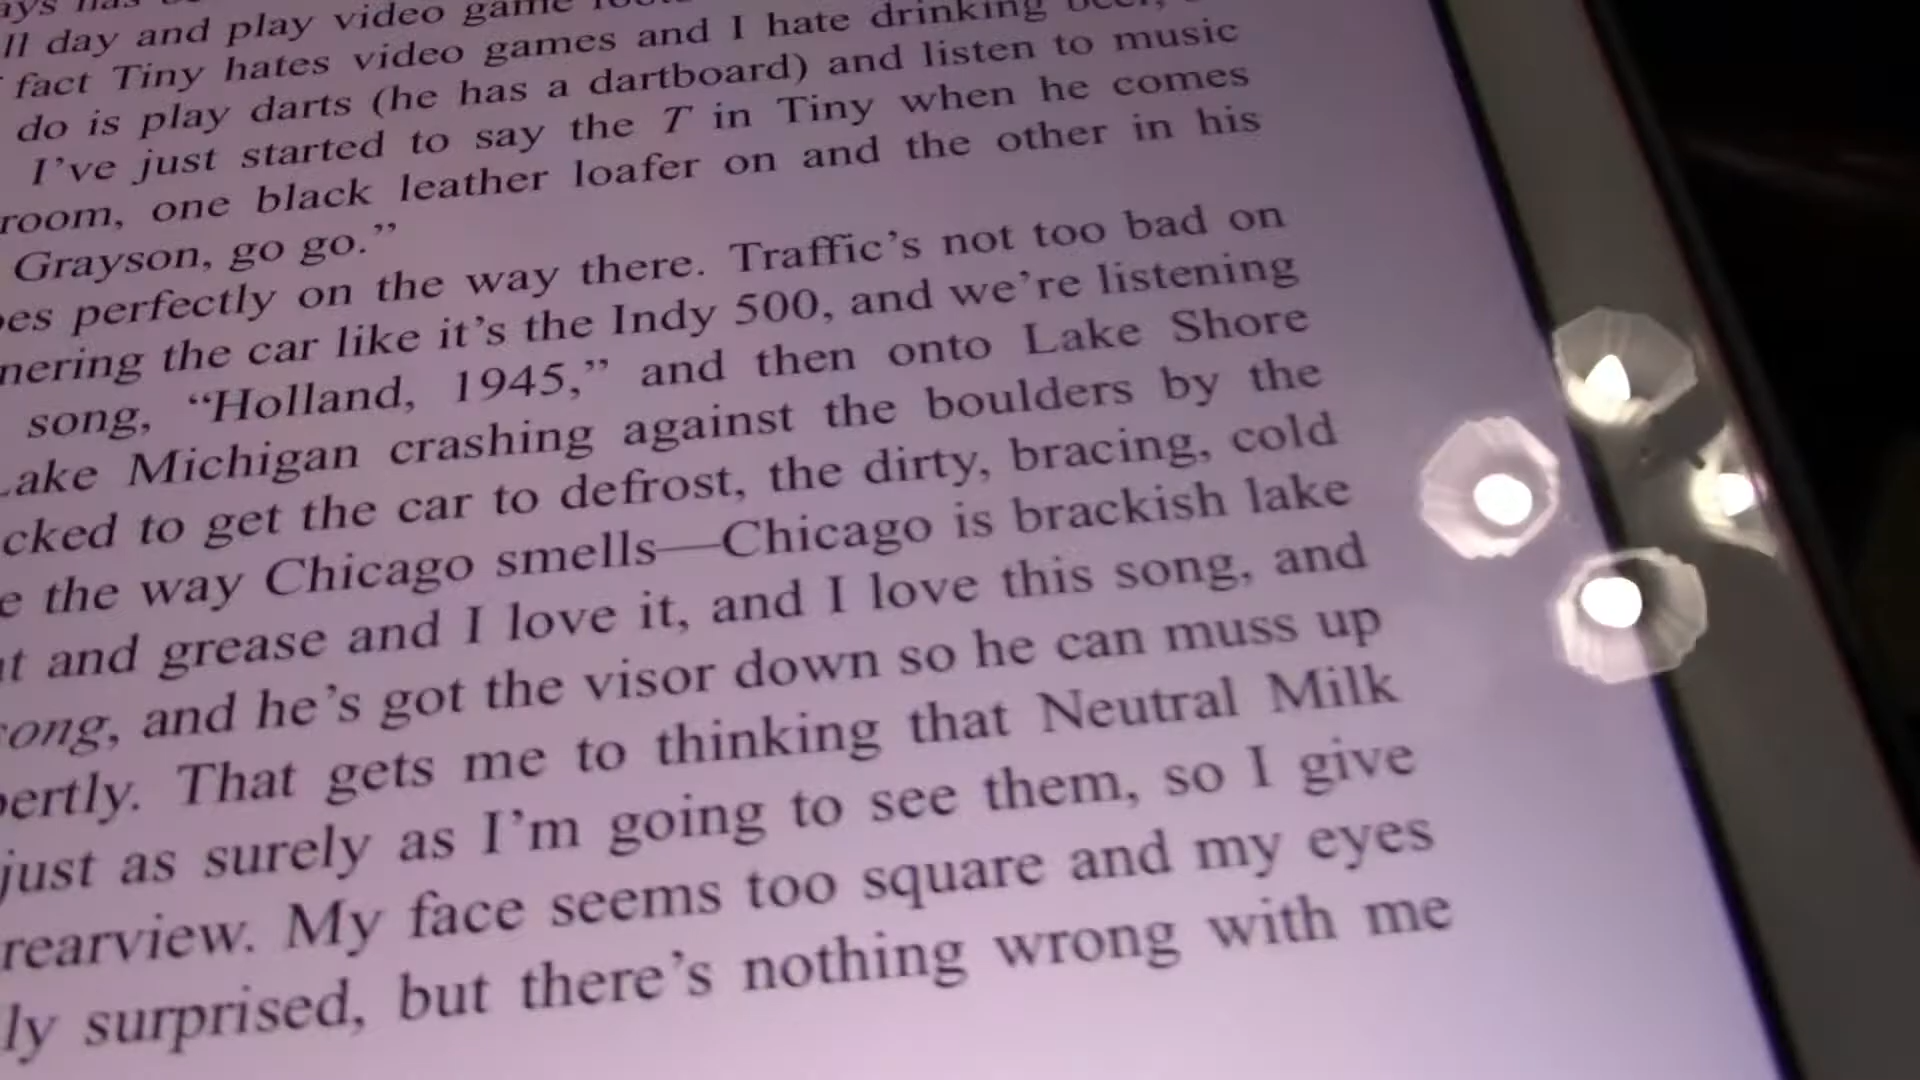 ll day and play video game
fact Tiny hates video games and I hate drinking
do is play darts (he has a dartboard) and listen to music
I've just started to say the T in Tiny when he comes
room, one black leather loafer on and the other in his
Grayson, go go.”
es perfectly on the way there. Traffic’s not too bad on
nering the car like it’s the Indy 500, and we’re listening
song, “Holland, 1945,” and then onto Lake Shore
ake Michigan crashing against the boulders by the
cked to get the car to defrost, the dirty, bracing, cold
e the way Chicago smells—Chicago is brackish lake
t and grease and I love it, and I love this song, and
ong, and he’s got the visor down so he can muss up
ertly. That gets me to thinking that Neutral Milk
just as surely as I’m going to see them, so I give
rearview. My face seems too square and my eyes
ly surprised, but there’s nothing wrong with me